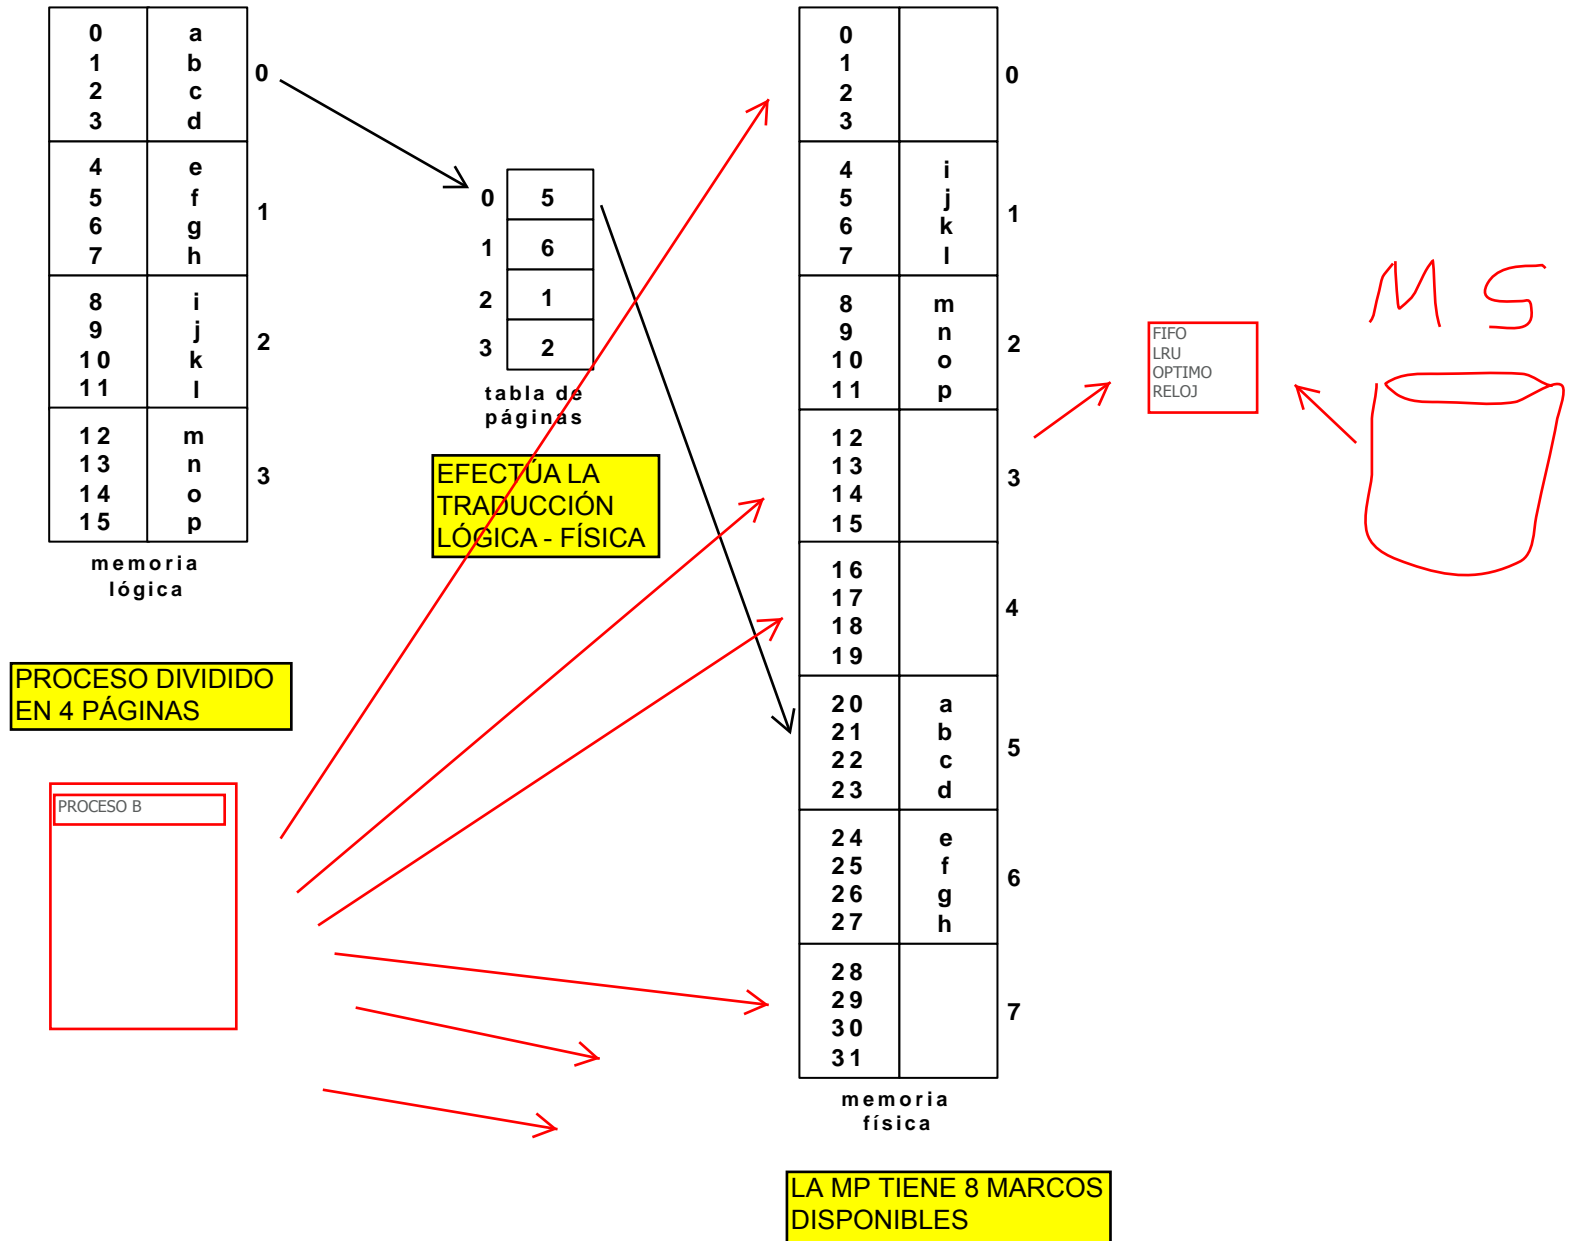 0 a
1 b
2 c
3 d
0
4 e
5 f
6 g
7 h
1
8 i
9 j
10 k
11 l
2
12 m
13 n
14 o
15 p
3
memoria
lógica
PROCESO DIVIDIDO
EN 4 PÁGINAS
PROCESO B
0 5
1 6
2 1
3 2
tabla de
páginas
EFECTÚA LA
TRADUCCIÓN
LÓGICA - FÍSICA
0
1
2
3
0
4 i
5 j
6 k
7 l
1
8 m
9 n
10 o
11 p
2
12
13
14
15
3
16
17
18
19
4
20 a
21 b
22 c
23 d
5
24 e
25 f
26 g
27 h
6
28
29
30
31
7
memoria
física
LA MP TIENE 8 MARCOS
DISPONIBLES
FIFO
LRU
OPTIMO
RELOJ
M S